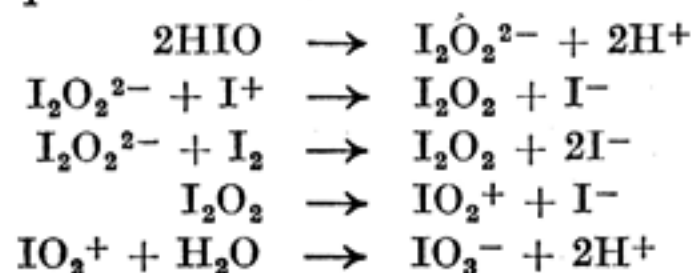 2HIO → I₂O₂²⁻ + 2H⁺
I₂O₂²⁻ + I⁺ → I₂O₂ + I⁻
I₂O₂²⁻ + I₂ → I₂O₂ + 2I⁻
I₂O₂ → IO₂⁺ + I⁻
IO₂⁺ + H₂O → IO₃⁻ + 2H⁺